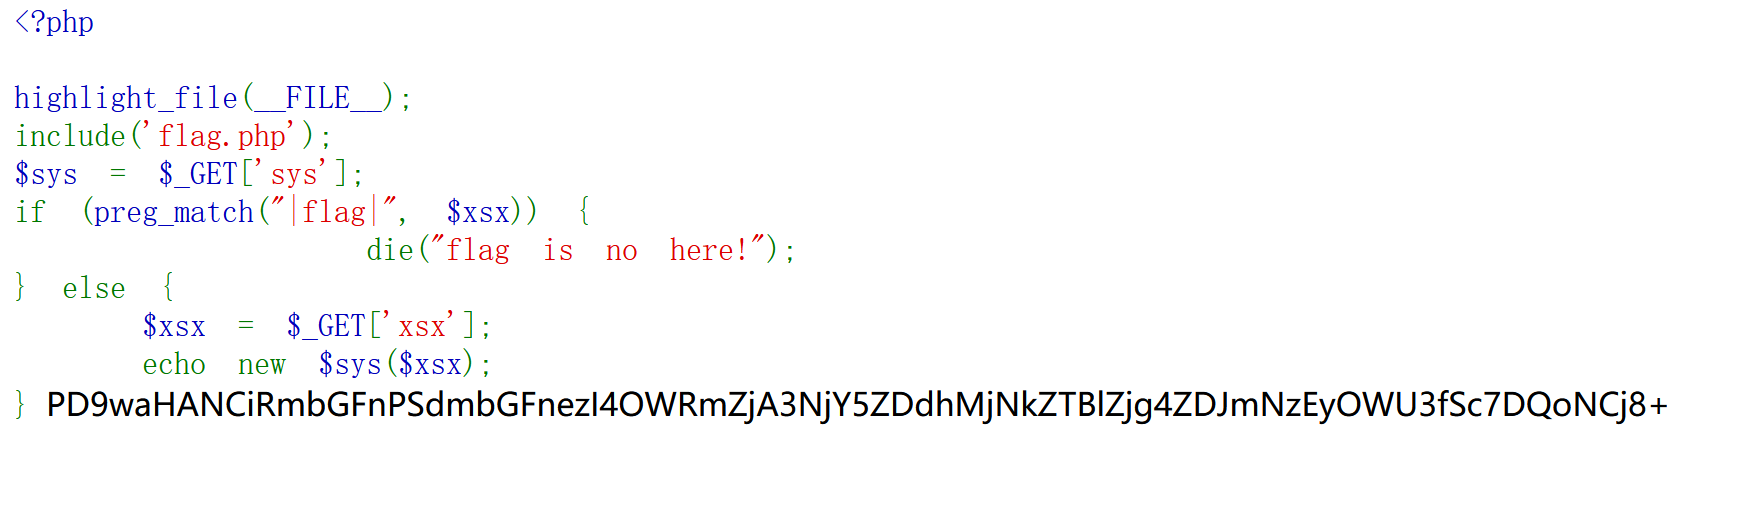 <?php
highlight_file(__FILE__);
include('flag.php');
$sys = $_GET['sys'];
if (preg_match("|flag|", $xsx)) {
die("flag is no here!");
} else {
$xsx = $_GET['xsx'];
echo new $sys($xsx);
} PD9waHANCiRmbGFnPSdmbGFnezI4OWRmZjA3NjY5ZDdhMjNkZTBlZjg4ZDJmNzEyOWU3fSc7DQoNCj8+